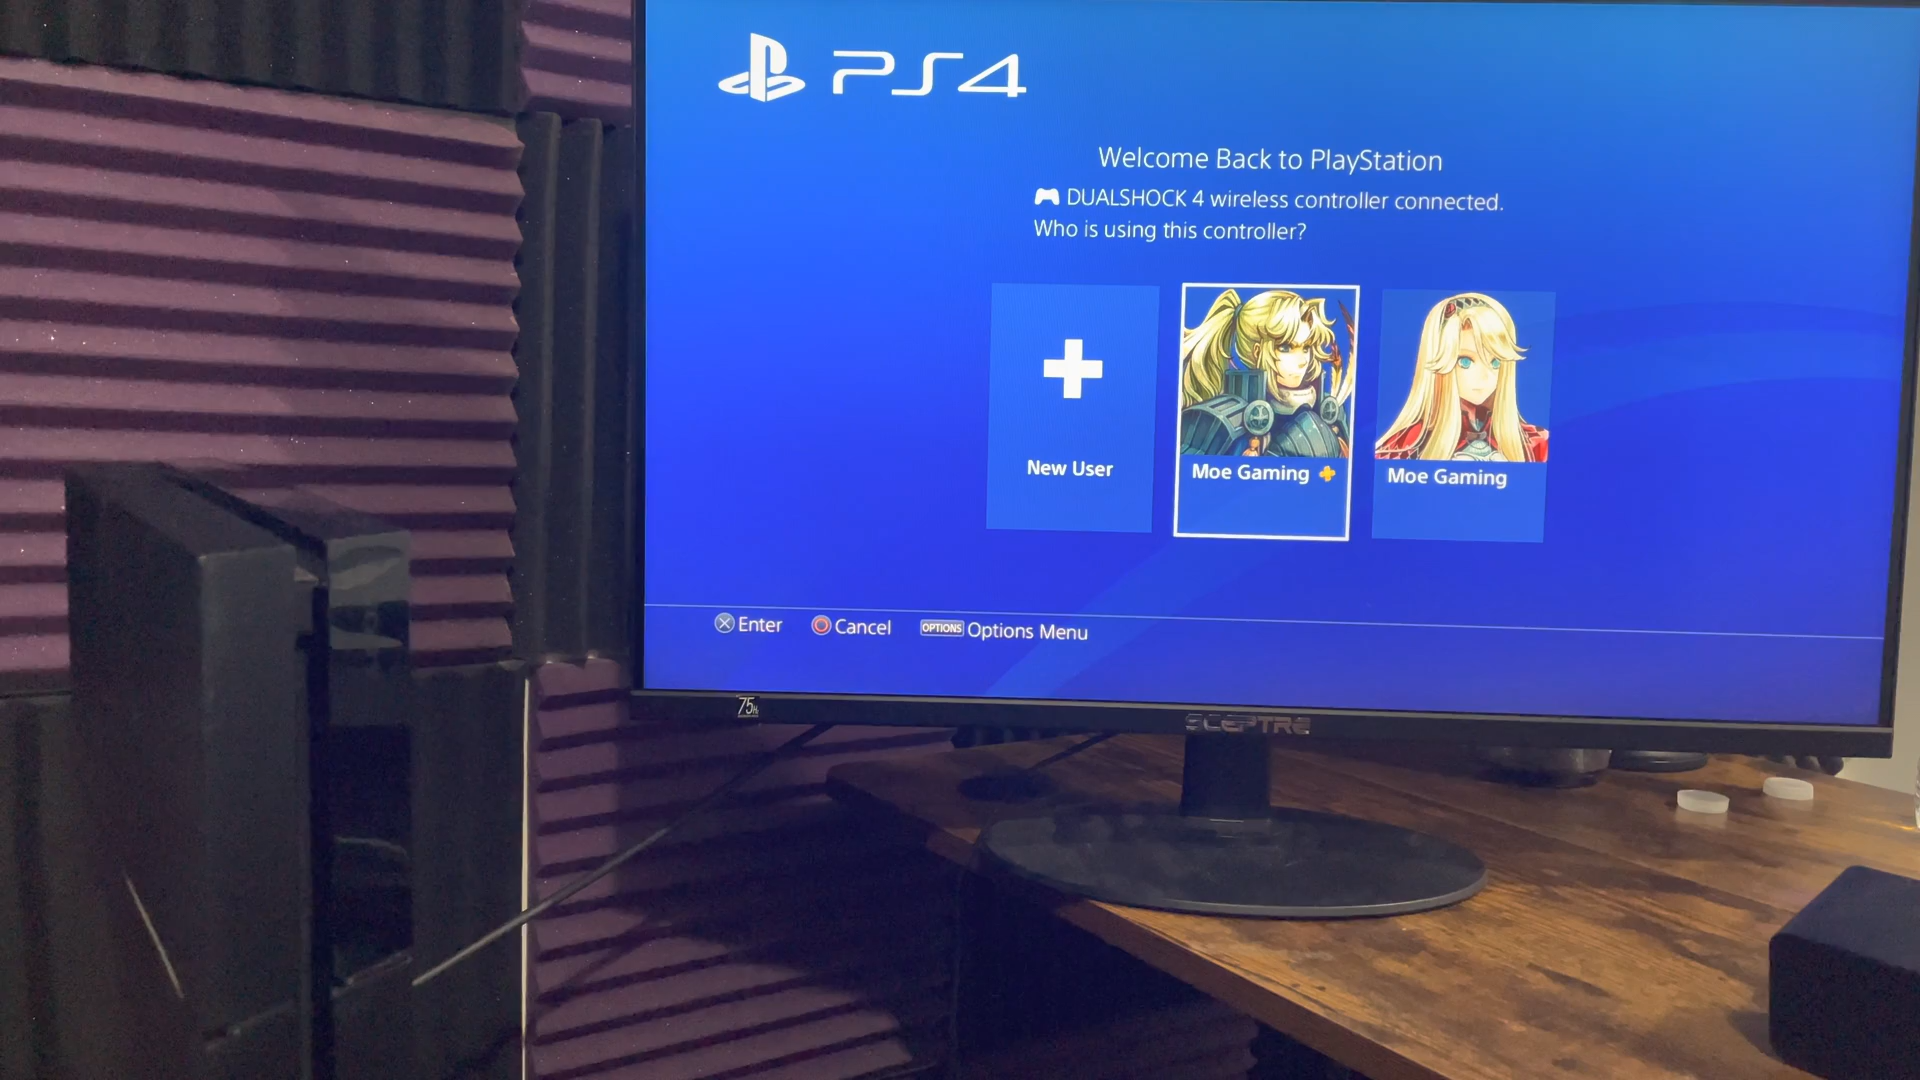 PS4
Welcome Back to PlayStation
DUALSHOCK 4 wireless controller connected.
Who is using this controller?
New User
Moe Gaming
Moe Gaming
Enter
Cancel
OPTIONS Options Menu
75Hz
SCEPTRE